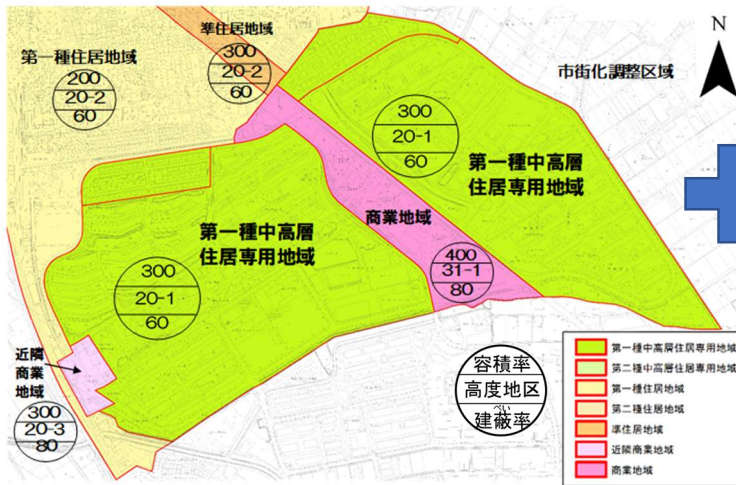 準住居地域
300
20-2
60
第一種住居地域
200
20-2
60
N
市街化調整区域
300
20-1
60
第一種中高層
住居専用地域
商業地域
400
31-1
80
第一種中高層
住居専用地域
300
20-1
60
近隣
商業
地域
300
20-3
80
容積率
高度地区
ぺい
建蔽率
第一種中高層住居専用地域
第二種中高層住居専用地域
第一種住居地域
第二種住居地域
準住居地域
近隣商業地域
商業地域